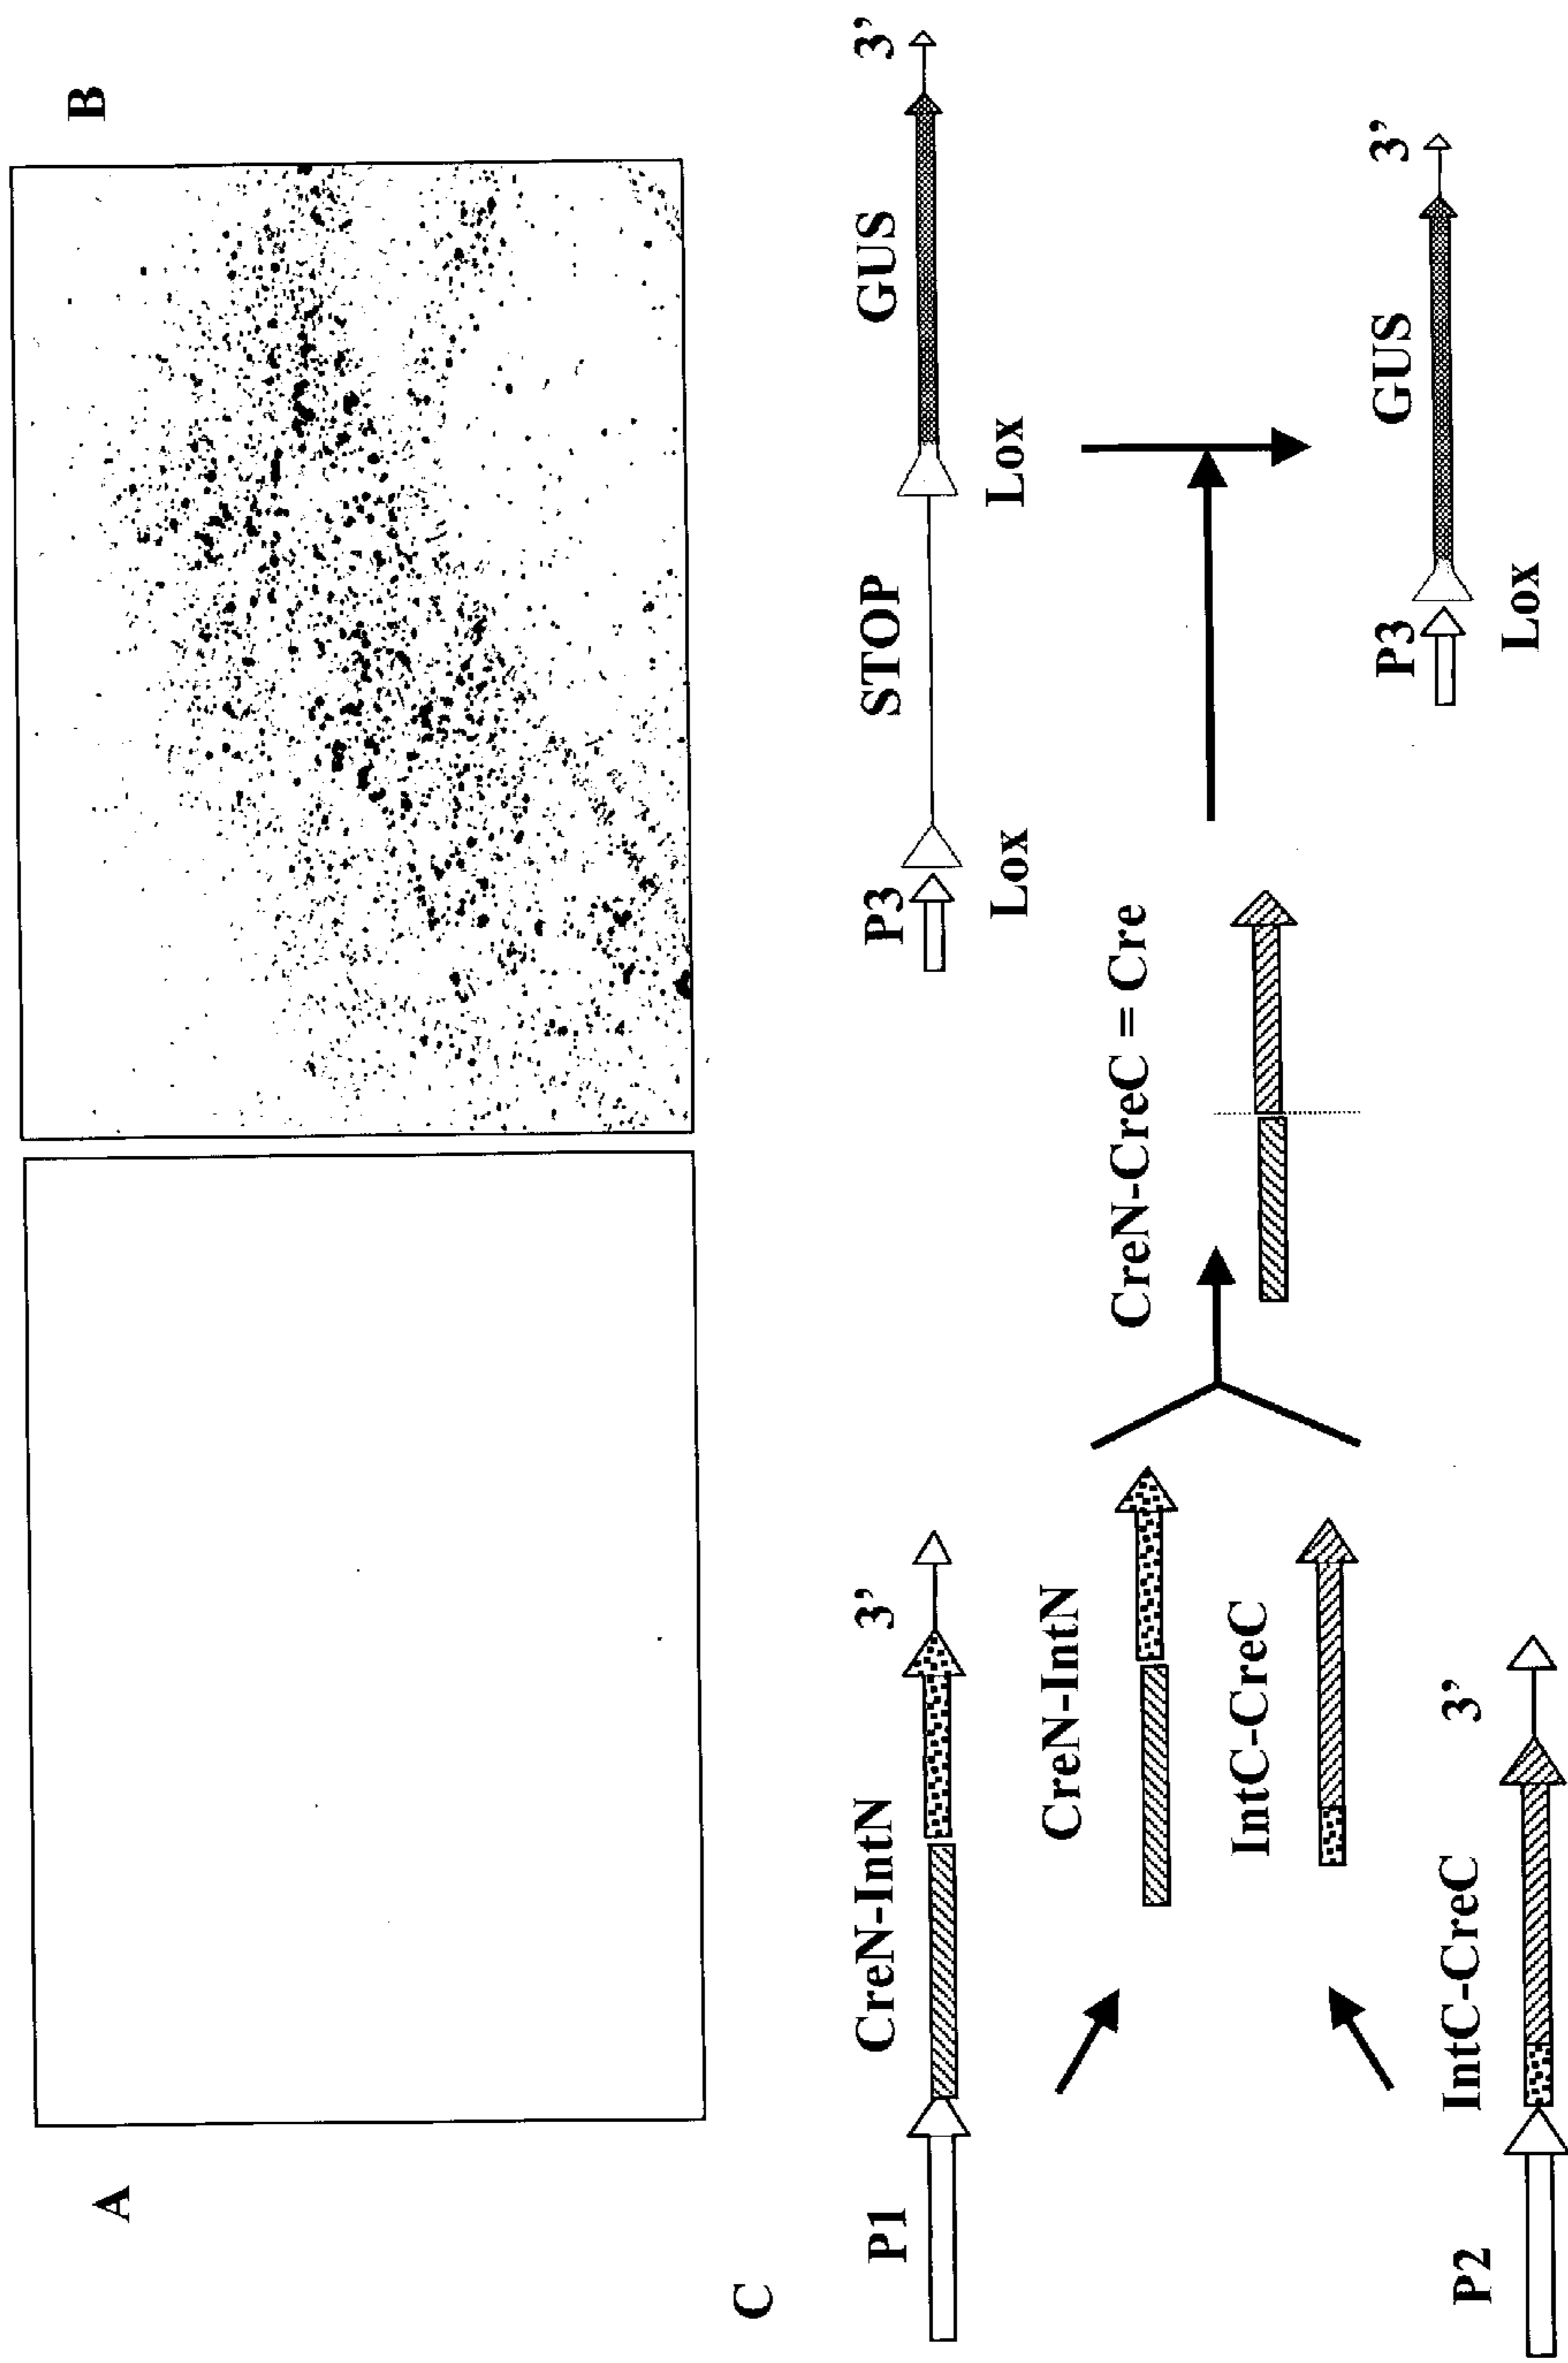 A
B
C
P1
CreN-IntN
3’
P3
STOP
GUS
3’
Lox
Lox
CreN-IntN
CreN-CreC = Cre
IntC-CreC
P3
GUS
3’
Lox
P2
IntC-CreC
3’